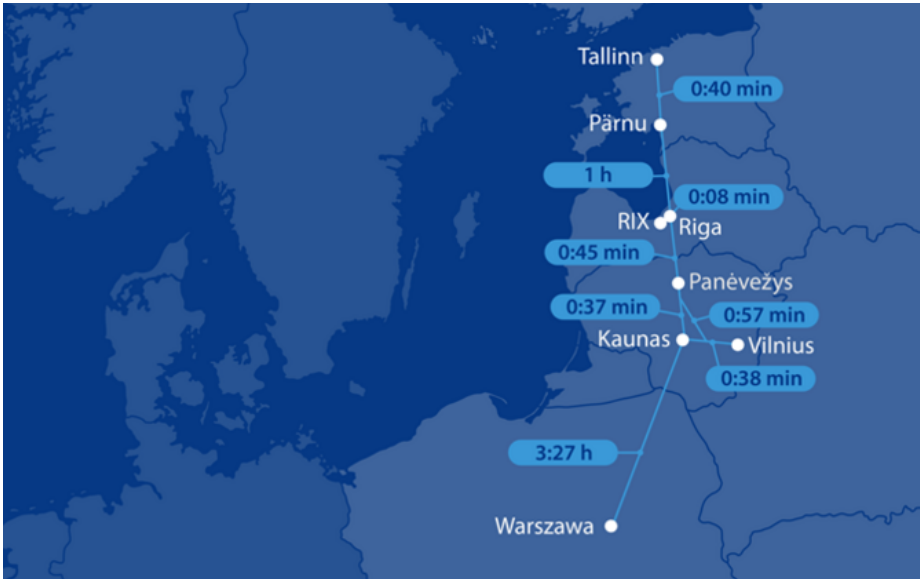 Tallinn
0:40 min
Pärnu
1 h
0:08 min
RIX
Riga
0:45 min
Panėvežys
0:37 min
0:57 min
Kaunas
Vilnius
0:38 min
3:27 h
Warszawa